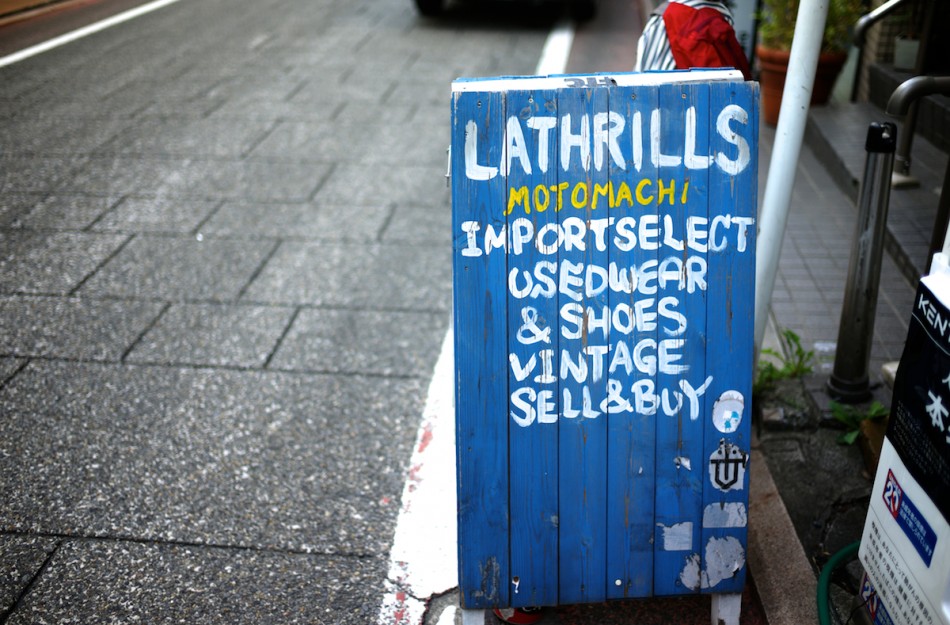 LATHRILLS
MOTOMACHI
IMPORTSELECT
USEDWEAR
& SHOES
VINTAGE
SELL&BUY
KEN
本
20